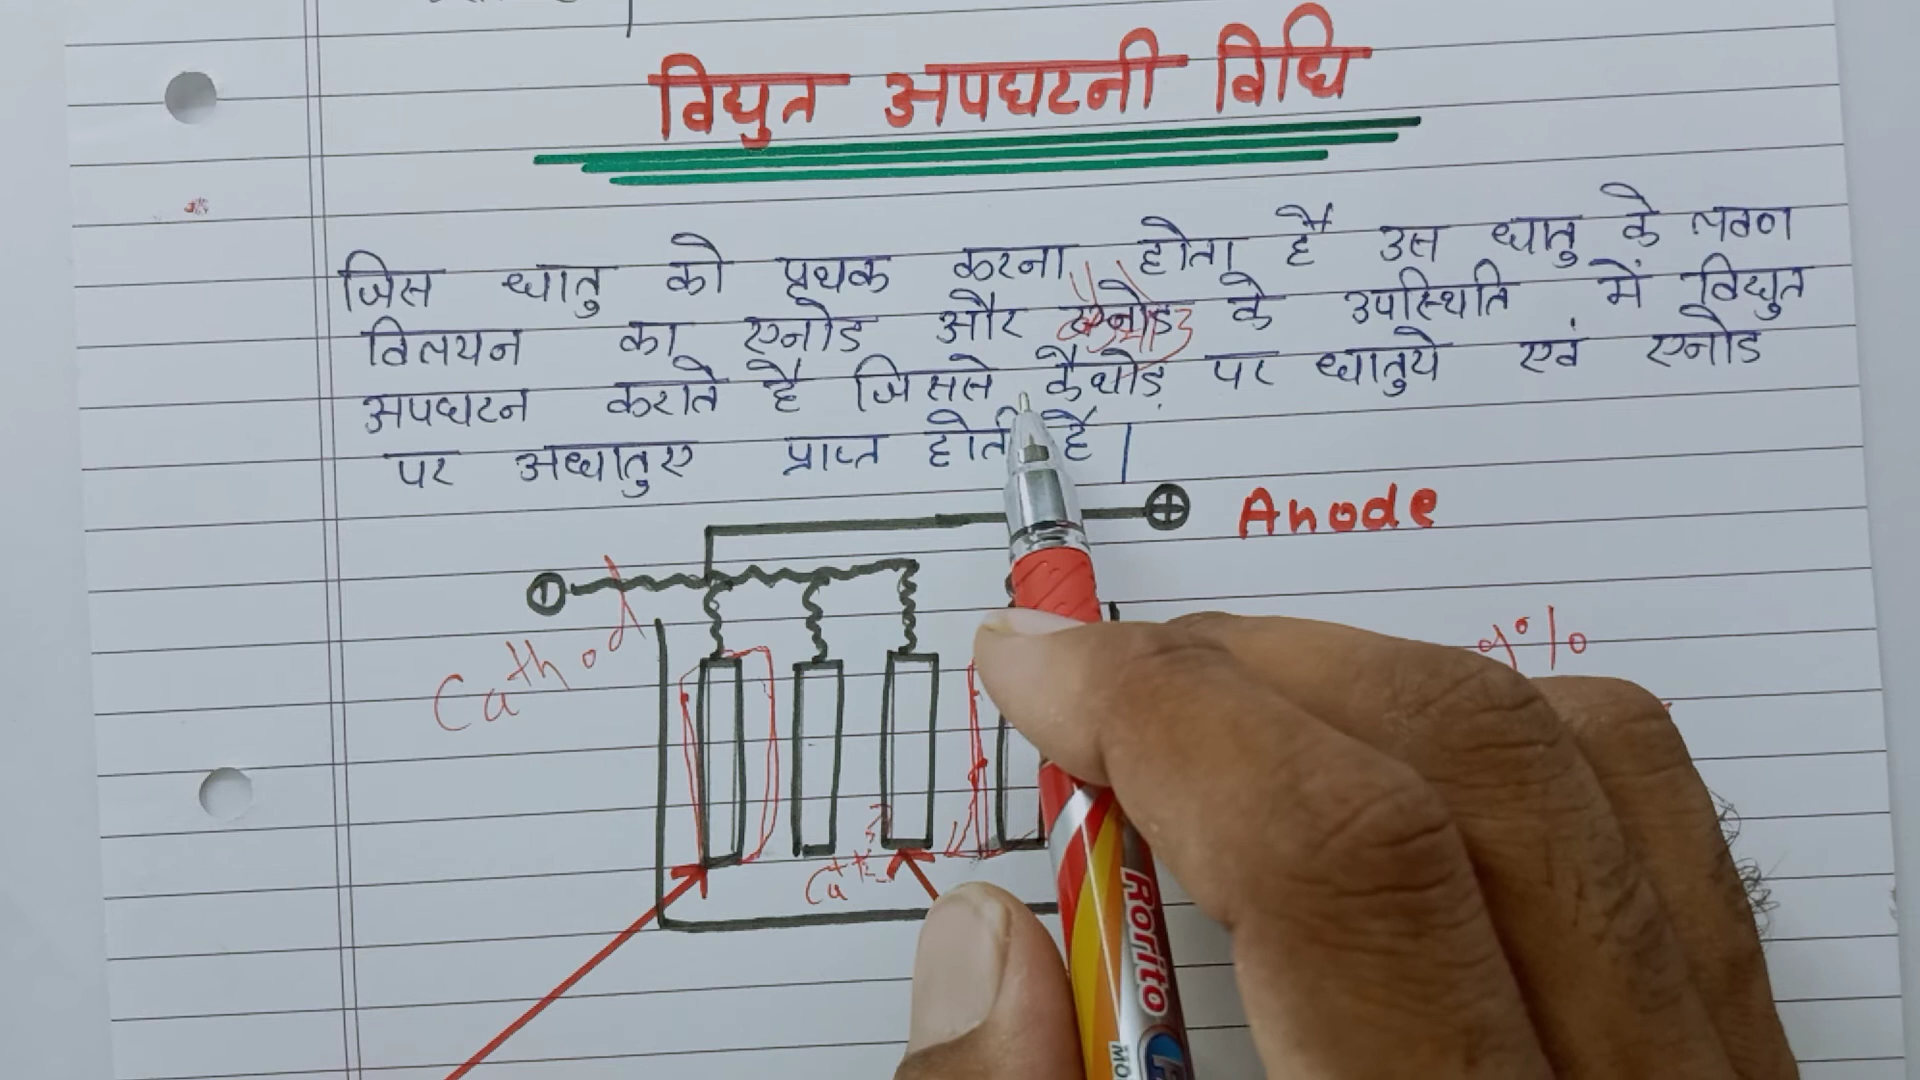 विद्युत अपघटनी विधि
जिस धातु को पृथक करना होता है उस धातु के लवण
विलयन का एनोड और के उपस्थिति में विद्युत
अपघटन कराते है जिससे कैथोड़ पर धातुये एवं एनोड
पर अधातुए प्राप्त होती है।
Anode
Cathod
%
Rorito